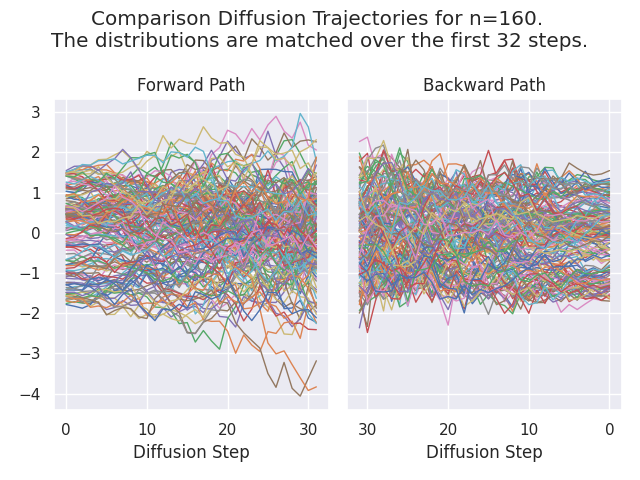 Comparison Diffusion Trajectories for n=160.
The distributions are matched over the first 32 steps.
Forward Path
Backward Path
3
2
1
0
−1
−2
−3
−4
0 10 20 30
30 20 10 0
Diffusion Step
Diffusion Step